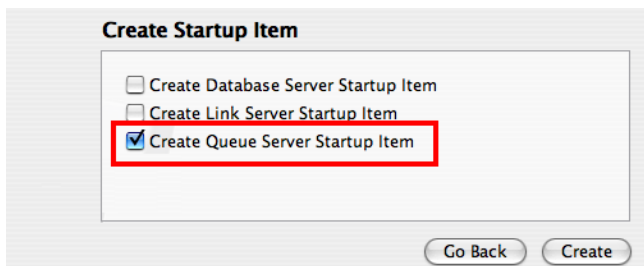 Create Startup Item
Create Database Server Startup Item
Create Link Server Startup Item
Create Queue Server Startup Item
Go Back
Create